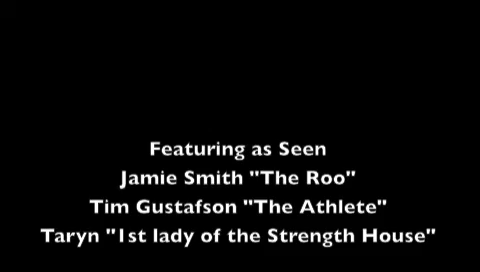 Featuring as Seen
Jamie Smith "The Roo"
Tim Gustafson "The Athlete"
Taryn "1st lady of the Strength House"